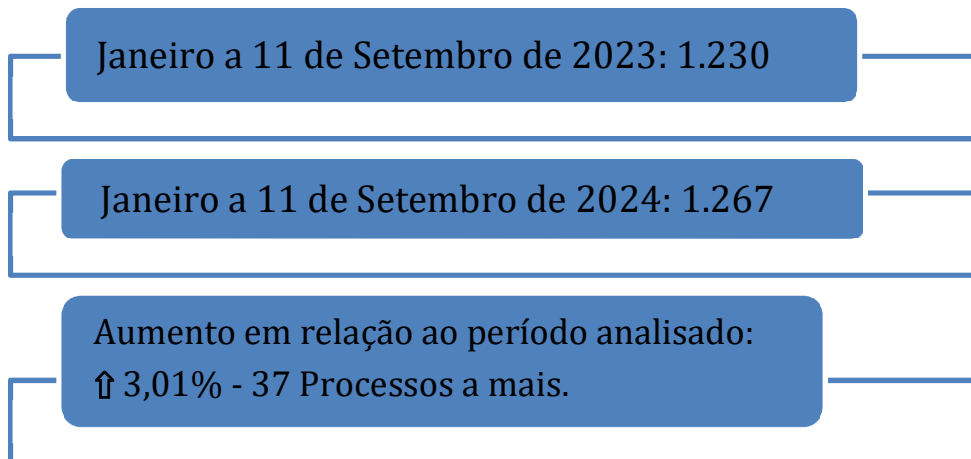 Janeiro a 11 de Setembro de 2023: 1.230
Janeiro a 11 de Setembro de 2024: 1.267
Aumento em relação ao período analisado:
⇧ 3,01% - 37 Processos a mais.